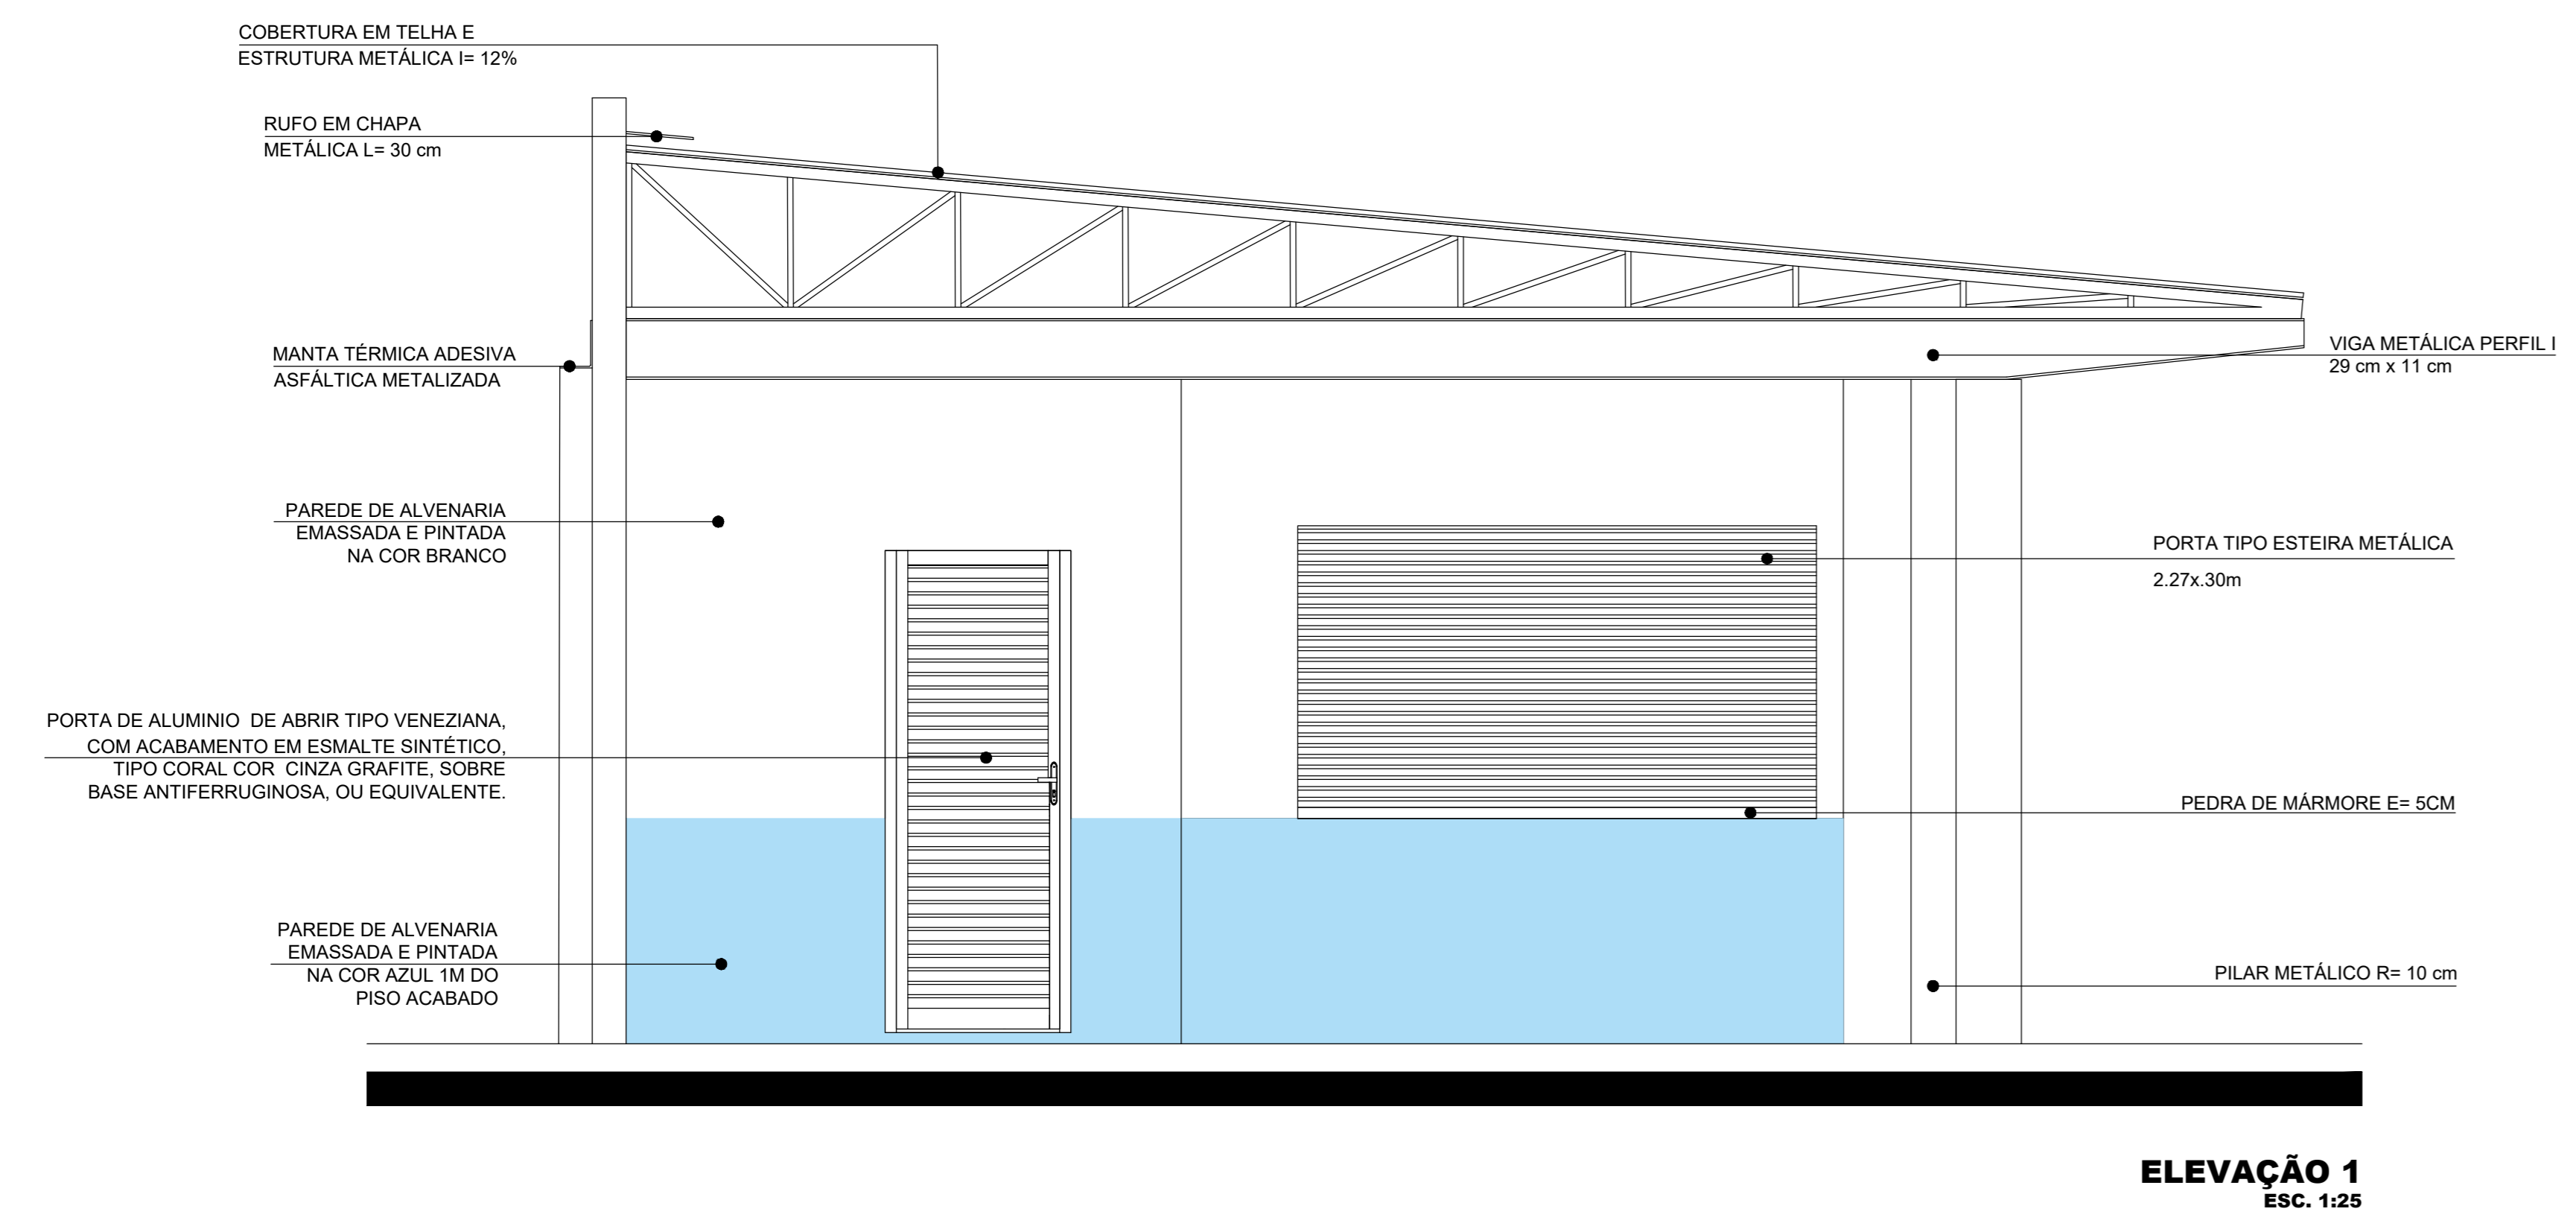 COBERTURA EM TELHA E
ESTRUTURA METÁLICA I= 12%
RUFO EM CHAPA
METÁLICA L= 30 cm
MANTA TÉRMICA ADESIVA
ASFÁLTICA METALIZADA
VIGA METÁLICA PERFIL I
29 cm x 11 cm
PAREDE DE ALVENARIA
EMASSADA E PINTADA
NA COR BRANCO
PORTA TIPO ESTEIRA METÁLICA
2.27x.30m
PORTA DE ALUMINIO  DE ABRIR TIPO VENEZIANA,
COM ACABAMENTO EM ESMALTE SINTÉTICO,
TIPO CORAL COR  CINZA GRAFITE, SOBRE
BASE ANTIFERRUGINOSA, OU EQUIVALENTE.
PEDRA DE MÁRMORE E= 5CM
PAREDE DE ALVENARIA
EMASSADA E PINTADA
NA COR AZUL 1M DO
PISO ACABADO
PILAR METÁLICO R= 10 cm
ELEVAÇÃO 1
ESC. 1:25